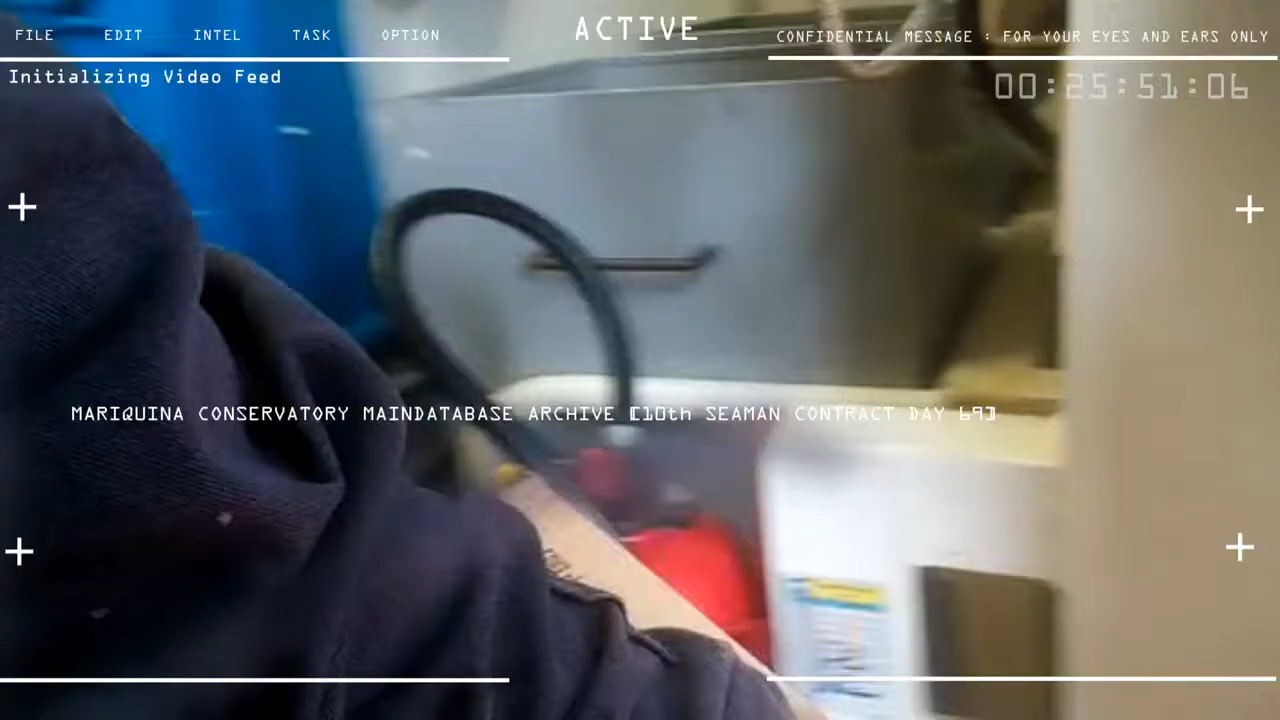 FILE EDIT INTEL TASK OPTION
ACTIVE
CONFIDENTIAL MESSAGE : FOR YOUR EYES AND EARS ONLY
Initializing Video Feed
00:25:51:06
MARIQUINA CONSERVATORY MAINDATABASE ARCHIVE [10th SEAMAN CONTRACT DAY 69]